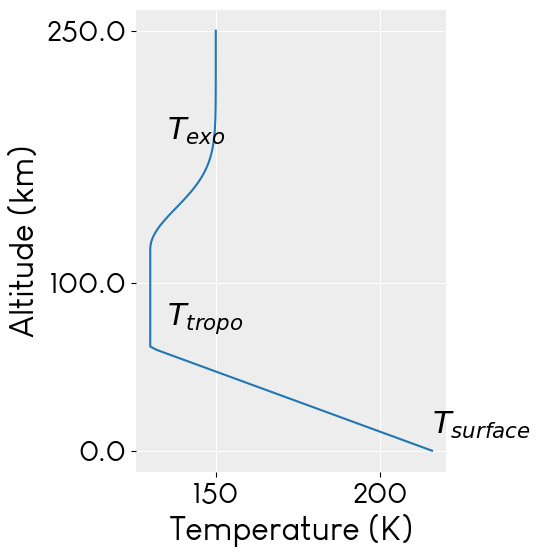 250.0
T_exo
Altitude (km)
100.0
T_tropo
T_surface
0.0
150
200
Temperature (K)